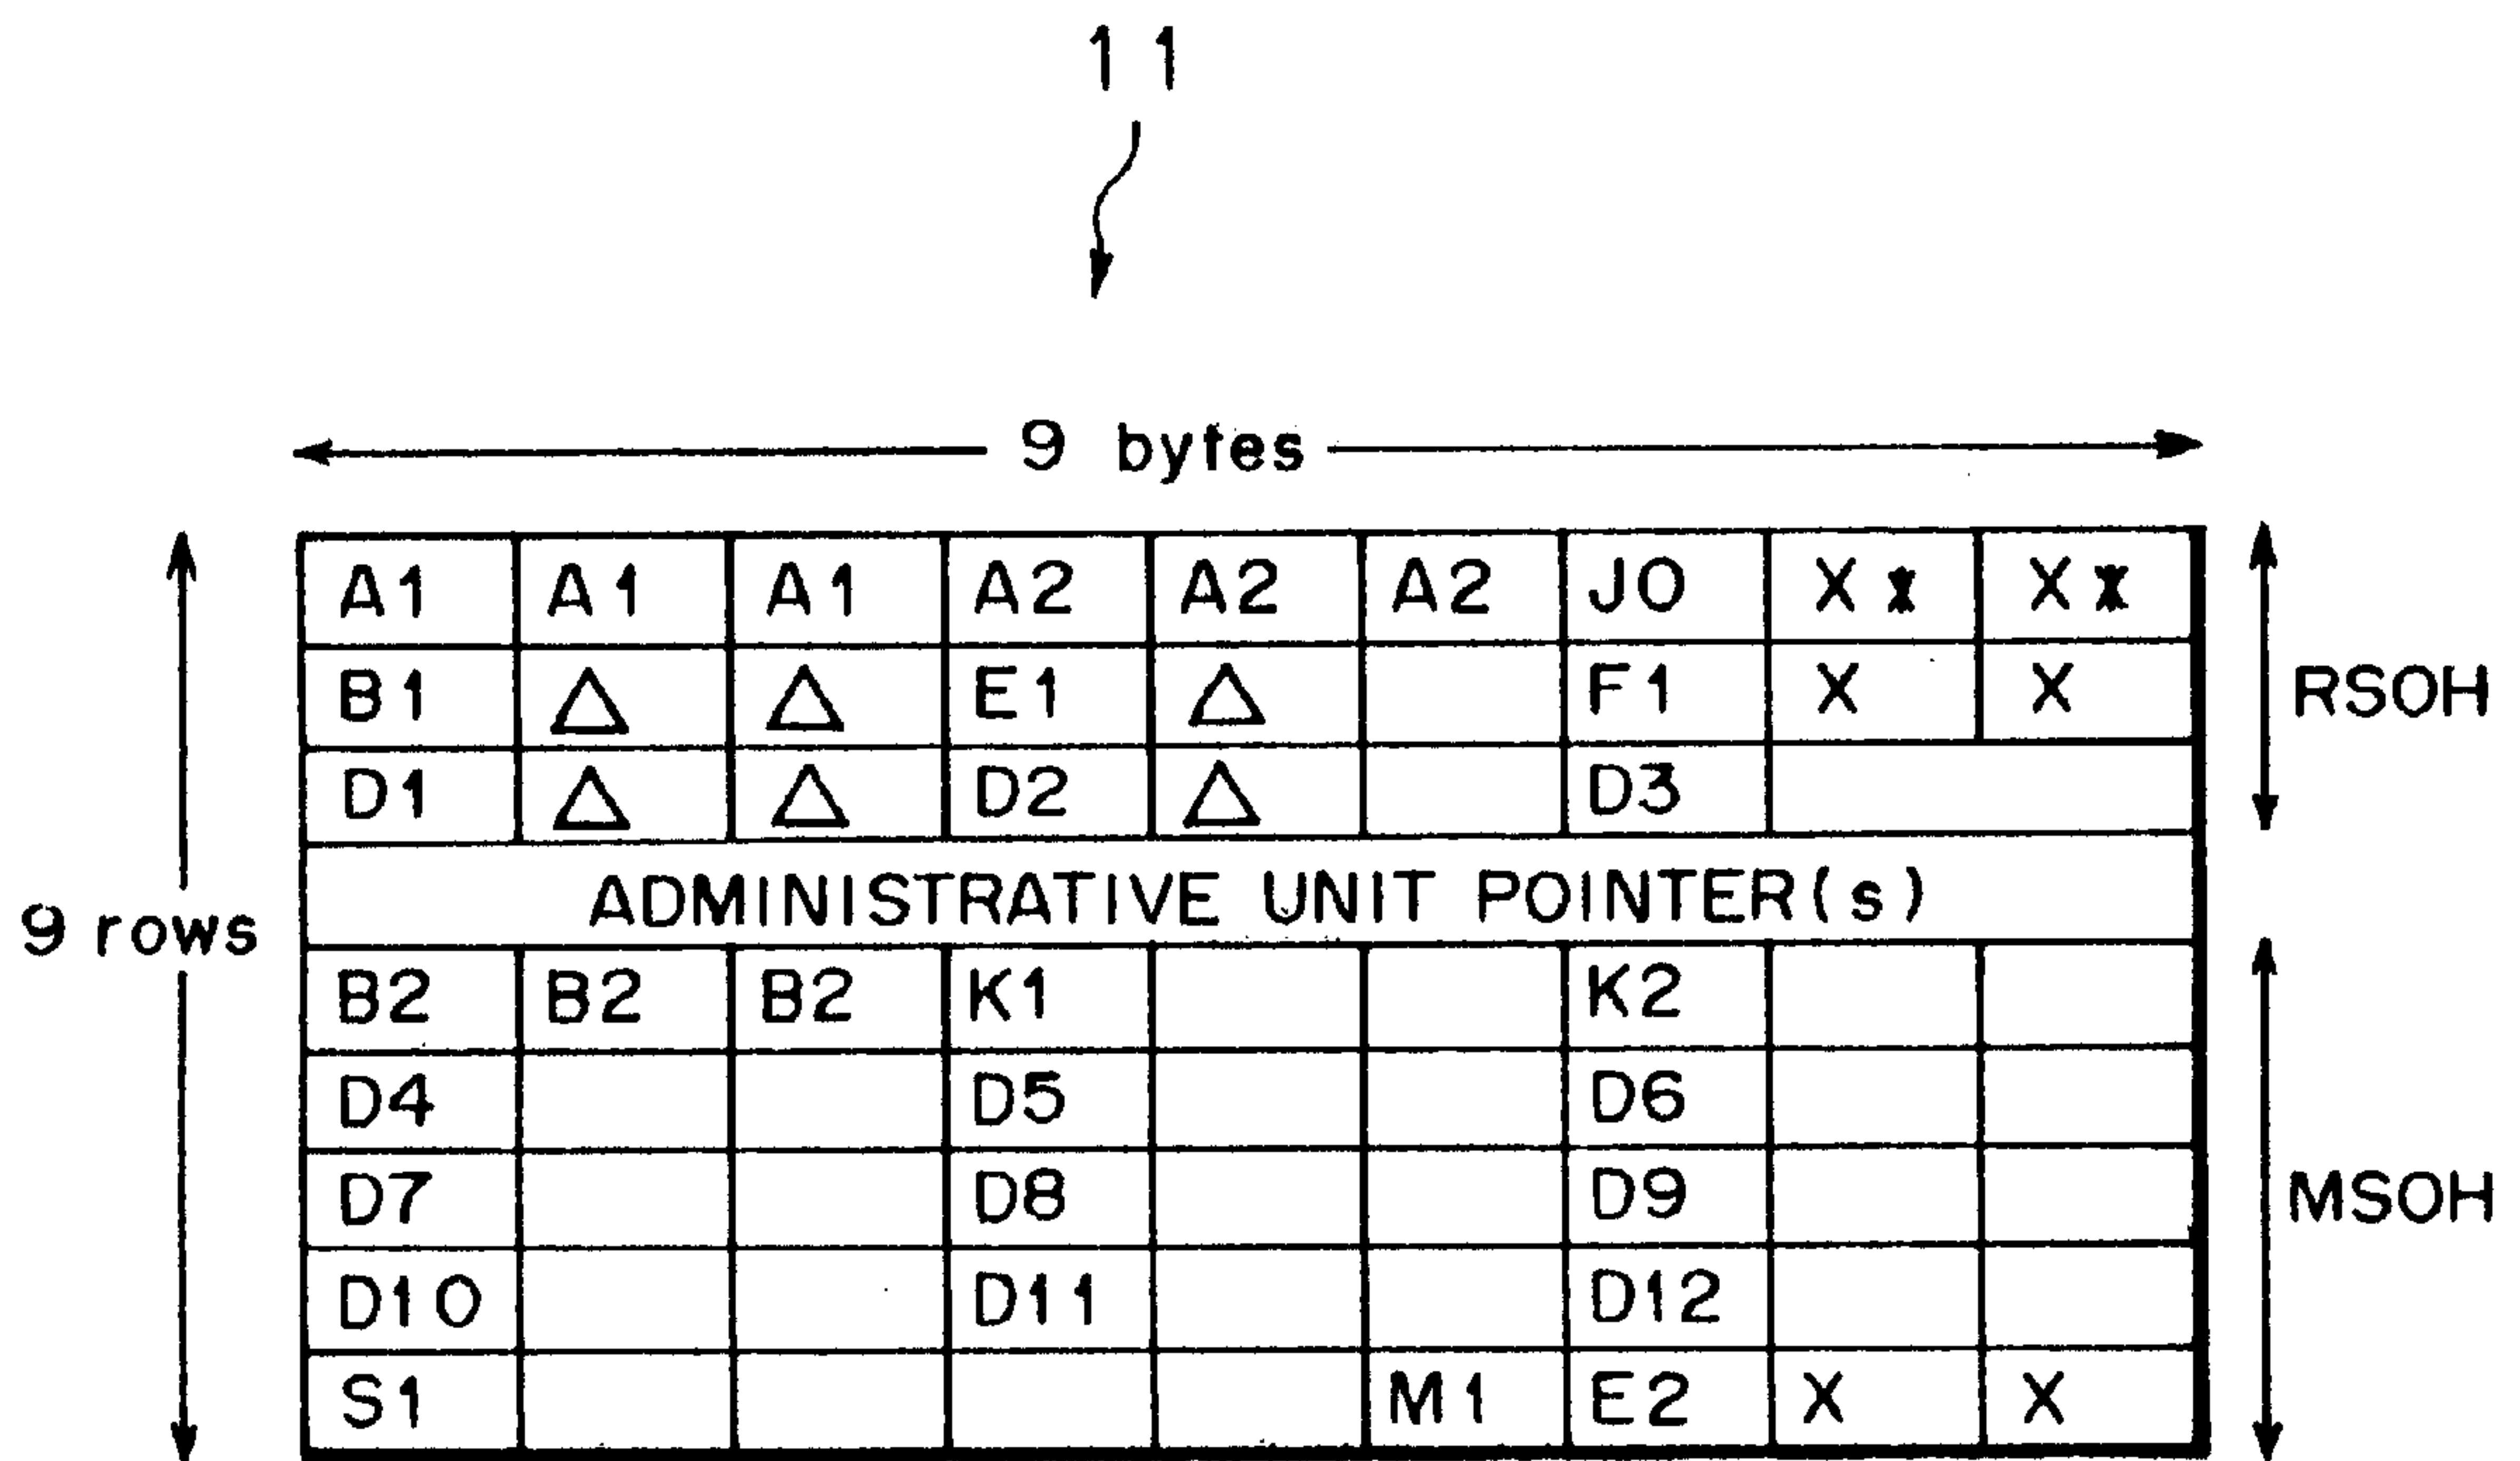 11
9 bytes
A1 A1 A1 A2 A2 A2 J0 X* X*
B1 △ △ E1 △ F1 X X
D1 △ △ D2 △ D3
RSOH
ADMINISTRATIVE UNIT POINTER(s)
9 rows
B2 B2 B2 K1 K2
D4 D5 D6
D7 D8 D9
MSOH
D10 D11 D12
S1 M1 E2 X X